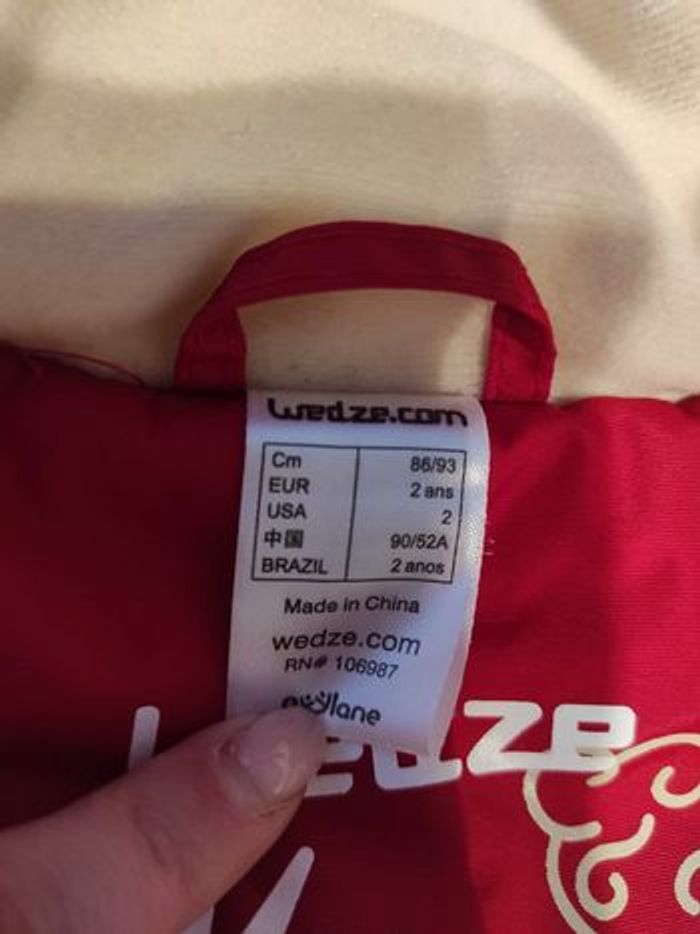 wedze.com
Cm 86/93
EUR 2 ans
USA 2
中国 90/52A
BRAZIL 2 anos
Made in China
wedze.com
RN# 106987
oxylane